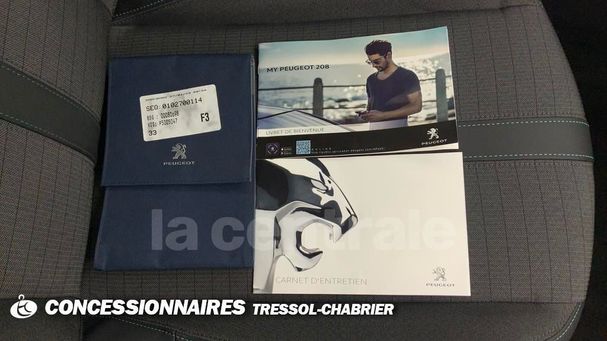 SEQ: 0102700114
F3
33
PEUGEOT
MY PEUGEOT 208
LIVRET DE BIENVENUE
PEUGEOT
CARNET D'ENTRETIEN
PEUGEOT
la centrale
CONCESSIONNAIRES TRESSOL-CHABRIER